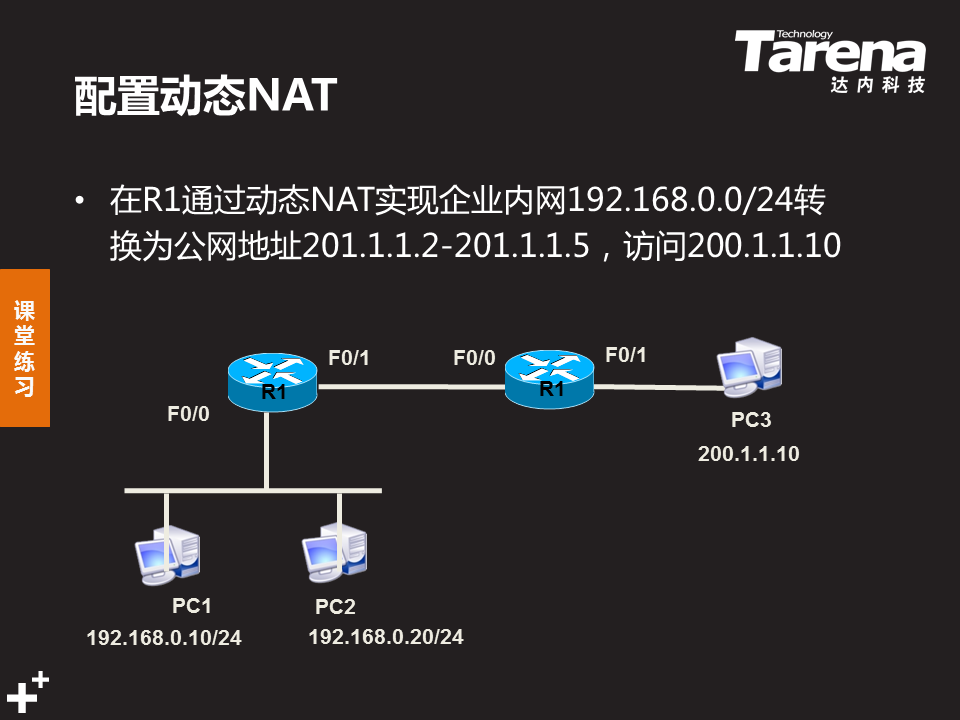 Technology
Tarena
达内科技
配置动态NAT
• 在R1通过动态NAT实现企业内网192.168.0.0/24转
换为公网地址201.1.1.2-201.1.1.5，访问200.1.1.10
课
堂
练
习
F0/1
F0/0
F0/1
R1
R1
F0/0
PC3
200.1.1.10
PC1
PC2
192.168.0.10/24
192.168.0.20/24